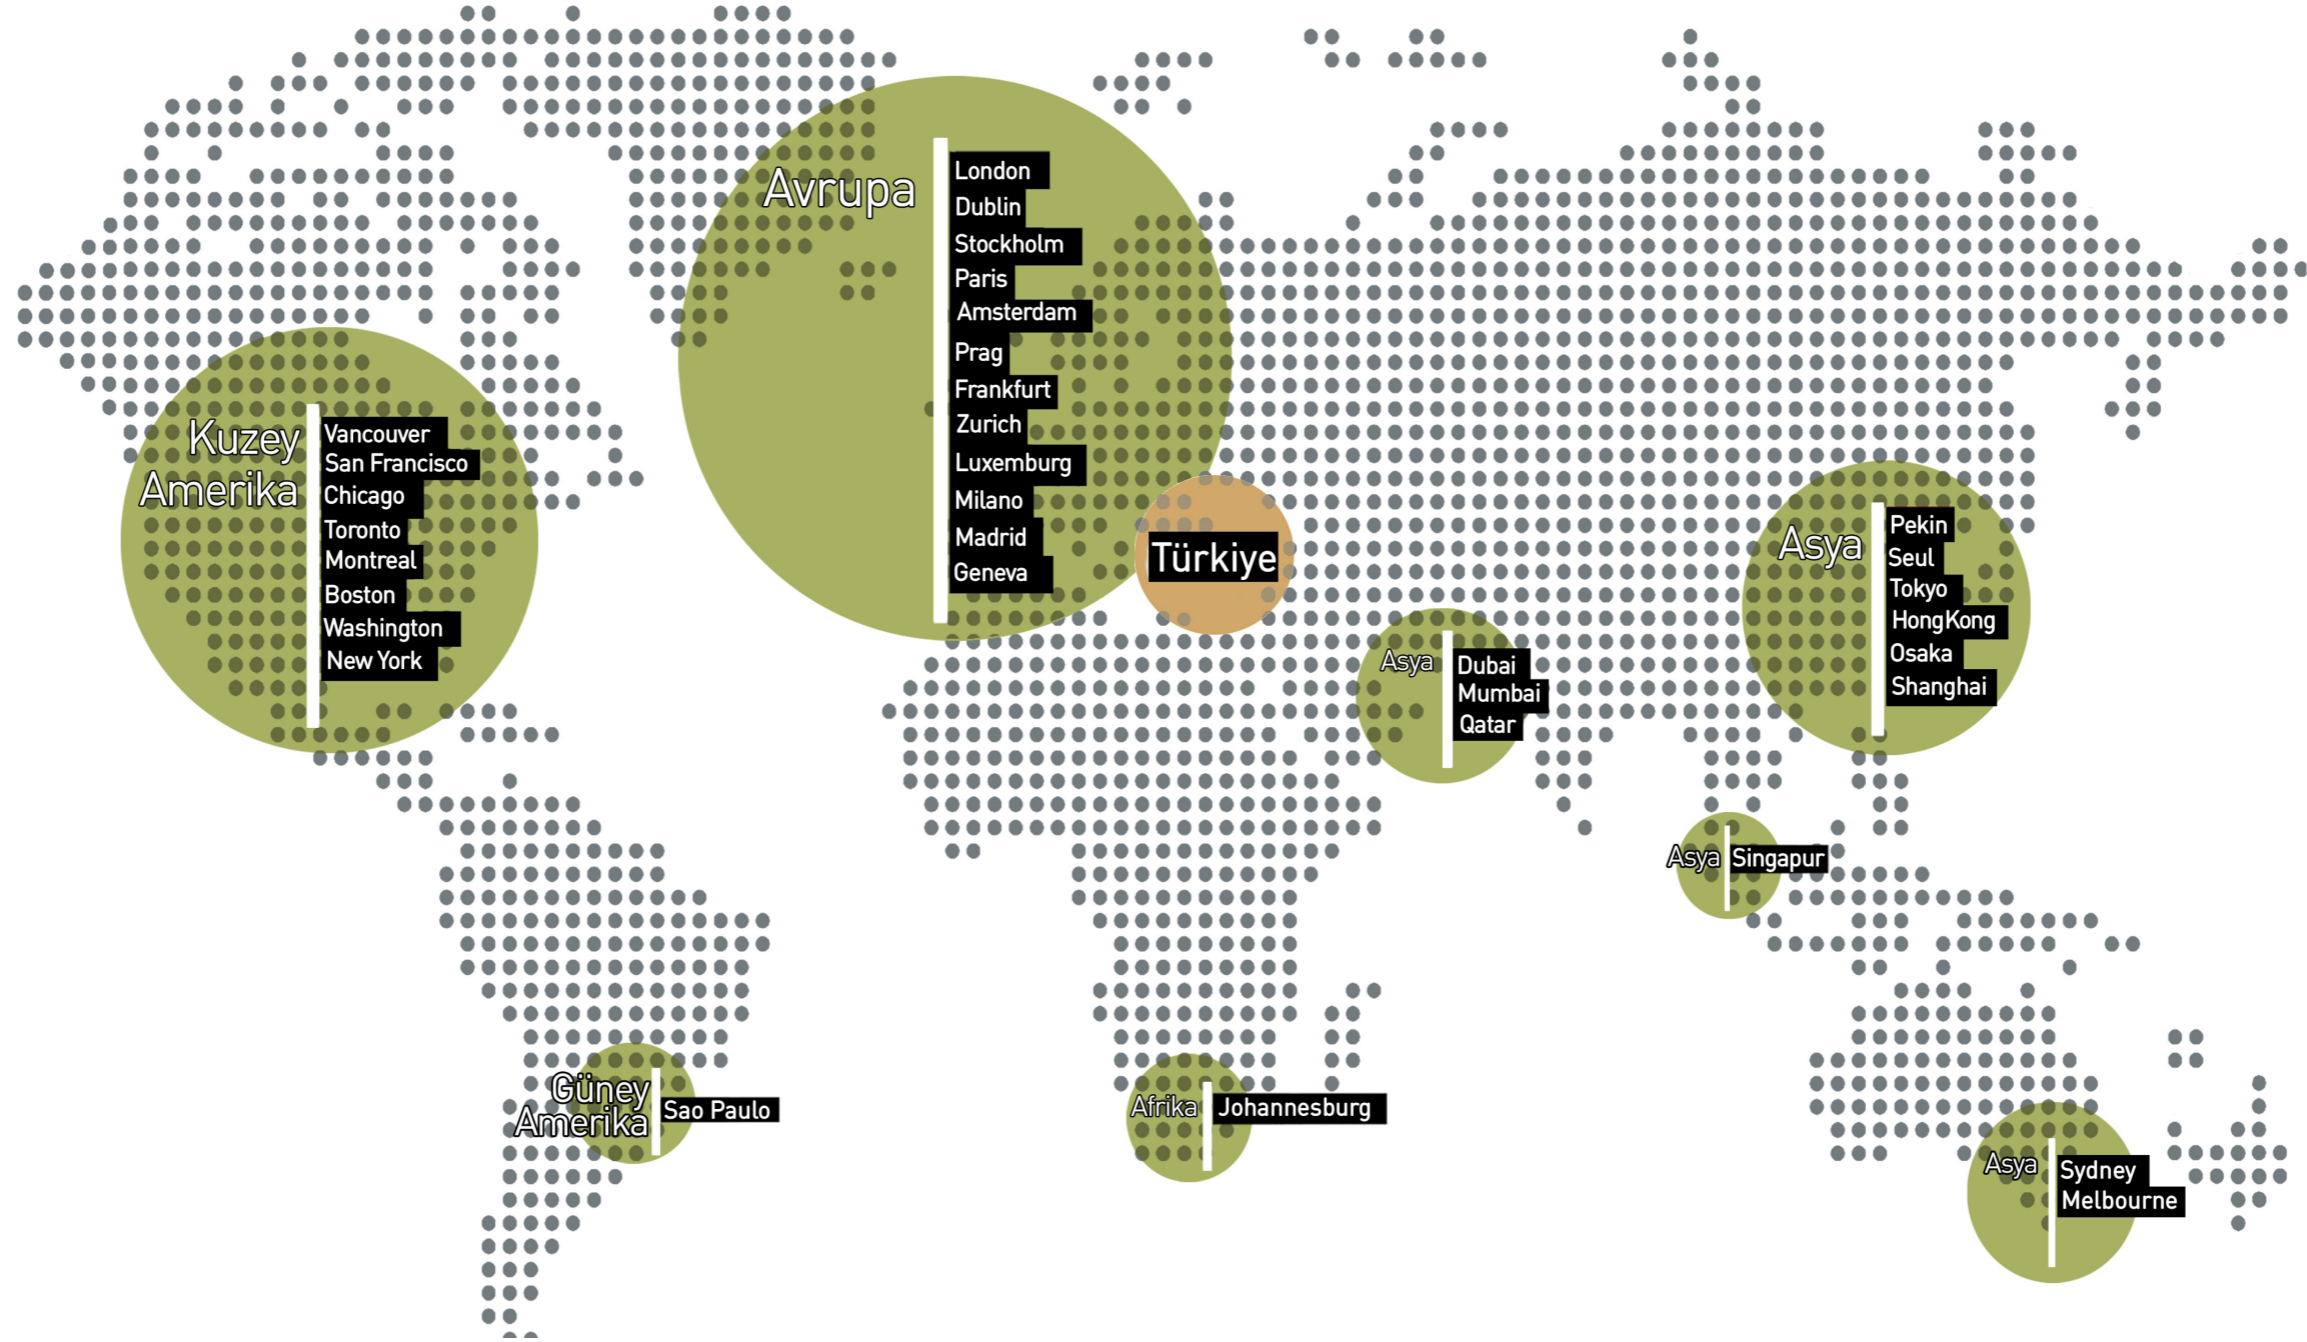 Avrupa
London
Dublin
Stockholm
Paris
Amsterdam
Prag
Frankfurt
Zurich
Luxemburg
Milano
Madrid
Geneva
Kuzey
Amerika
Vancouver
San Francisco
Chicago
Toronto
Montreal
Boston
Washington
New York
Türkiye
Asya
Pekin
Seul
Tokyo
HongKong
Osaka
Shanghai
Asya
Dubai
Mumbai
Qatar
Asya
Singapur
Güney
Amerika
Sao Paulo
Afrika
Johannesburg
Asya
Sydney
Melbourne